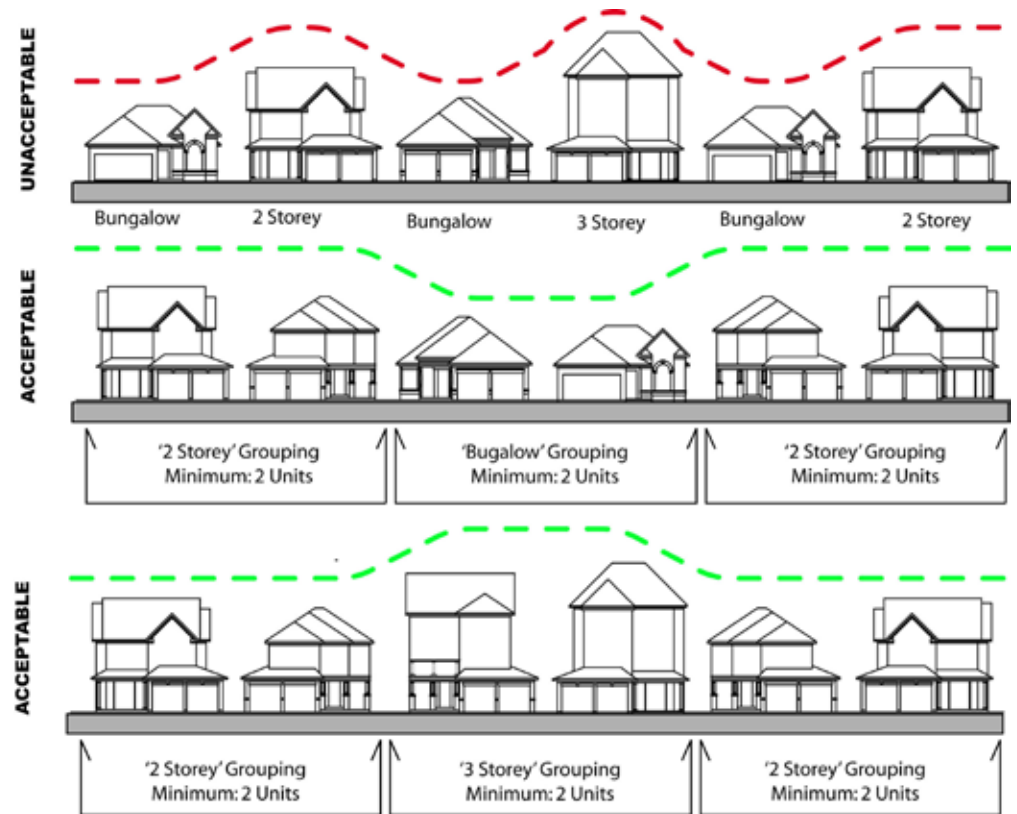 UNACCEPTABLE
Bungalow 2 Storey Bungalow 3 Storey Bungalow 2 Storey
ACCEPTABLE
'2 Storey' Grouping
Minimum: 2 Units
'Bugalow' Grouping
Minimum: 2 Units
'2 Storey' Grouping
Minimum: 2 Units
ACCEPTABLE
'2 Storey' Grouping
Minimum: 2 Units
'3 Storey' Grouping
Minimum: 2 Units
'2 Storey' Grouping
Minimum: 2 Units